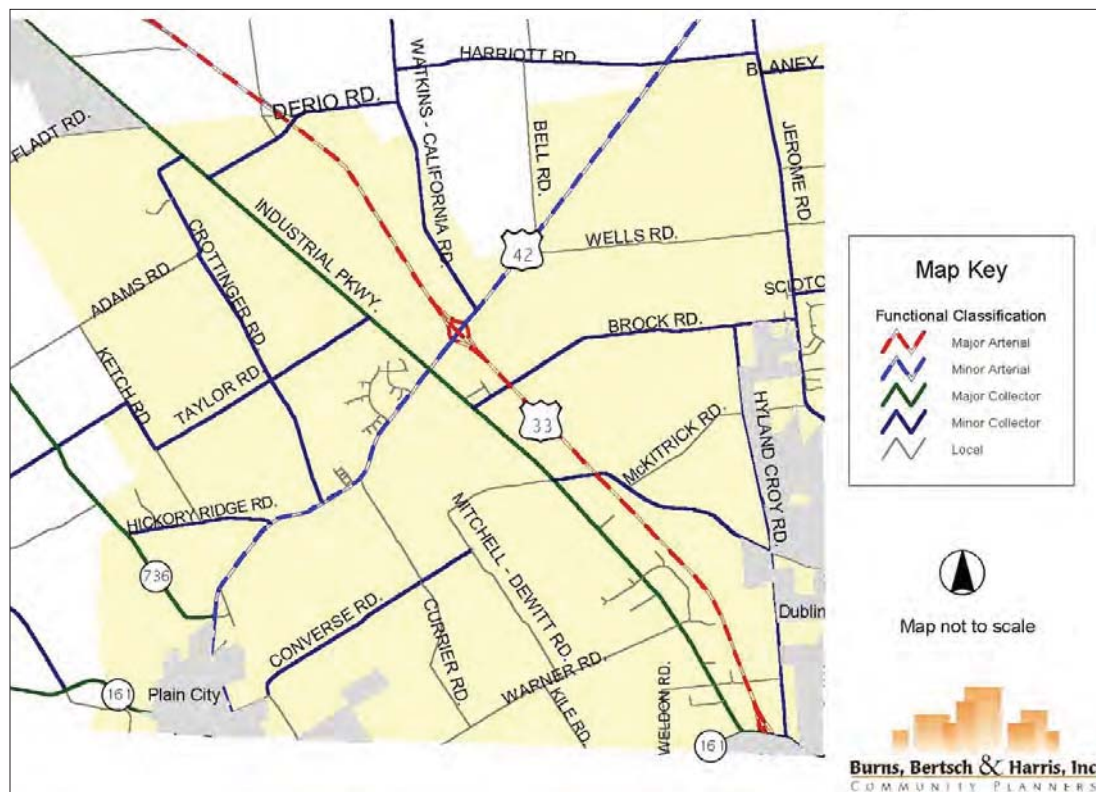 HARRIOTT RD.
BLANEY
DERIO RD.
WATKINS - CALIFORNIA RD.
FLADT RD.
BELL RD.
JEROME RD.
INDUSTRIAL PKWY.
42
WELLS RD.
CROTTINGER RD.
ADAMS RD.
SCIOTO
BROCK RD.
KETCH RD.
TAYLOR RD.
33
HYLAND CROY RD.
McKITRICK RD.
HICKORY RIDGE RD.
MITCHELL - DEWITT RD.
736
CONVERSE RD.
CURRIER RD.
Dublin
WARNER RD.
WELDON RD.
KILE RD.
161
Plain City
161
Map Key
Functional Classification
Major Arterial
Minor Arterial
Major Collector
Minor Collector
Local
Map not to scale
Burns, Bertsch & Harris, Inc
COMMUNITY PLANNERS